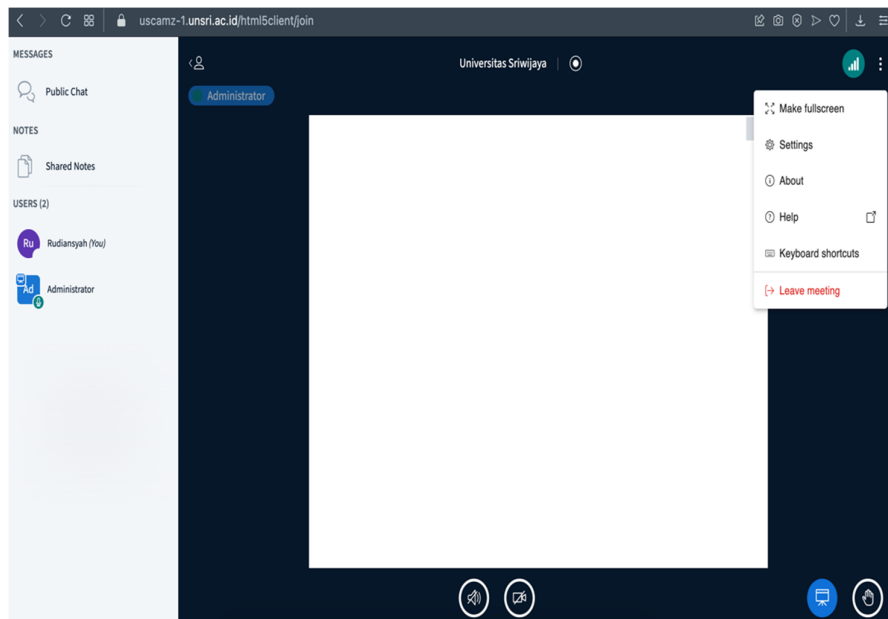 uscamz-1.unsri.ac.id/html5client/join
MESSAGES
Public Chat
NOTES
Shared Notes
USERS (2)
Ru
Rudiansyah (You)
Ad
Administrator
Universitas Sriwijaya
Administrator
Make fullscreen
Settings
About
Help
Keyboard shortcuts
Leave meeting